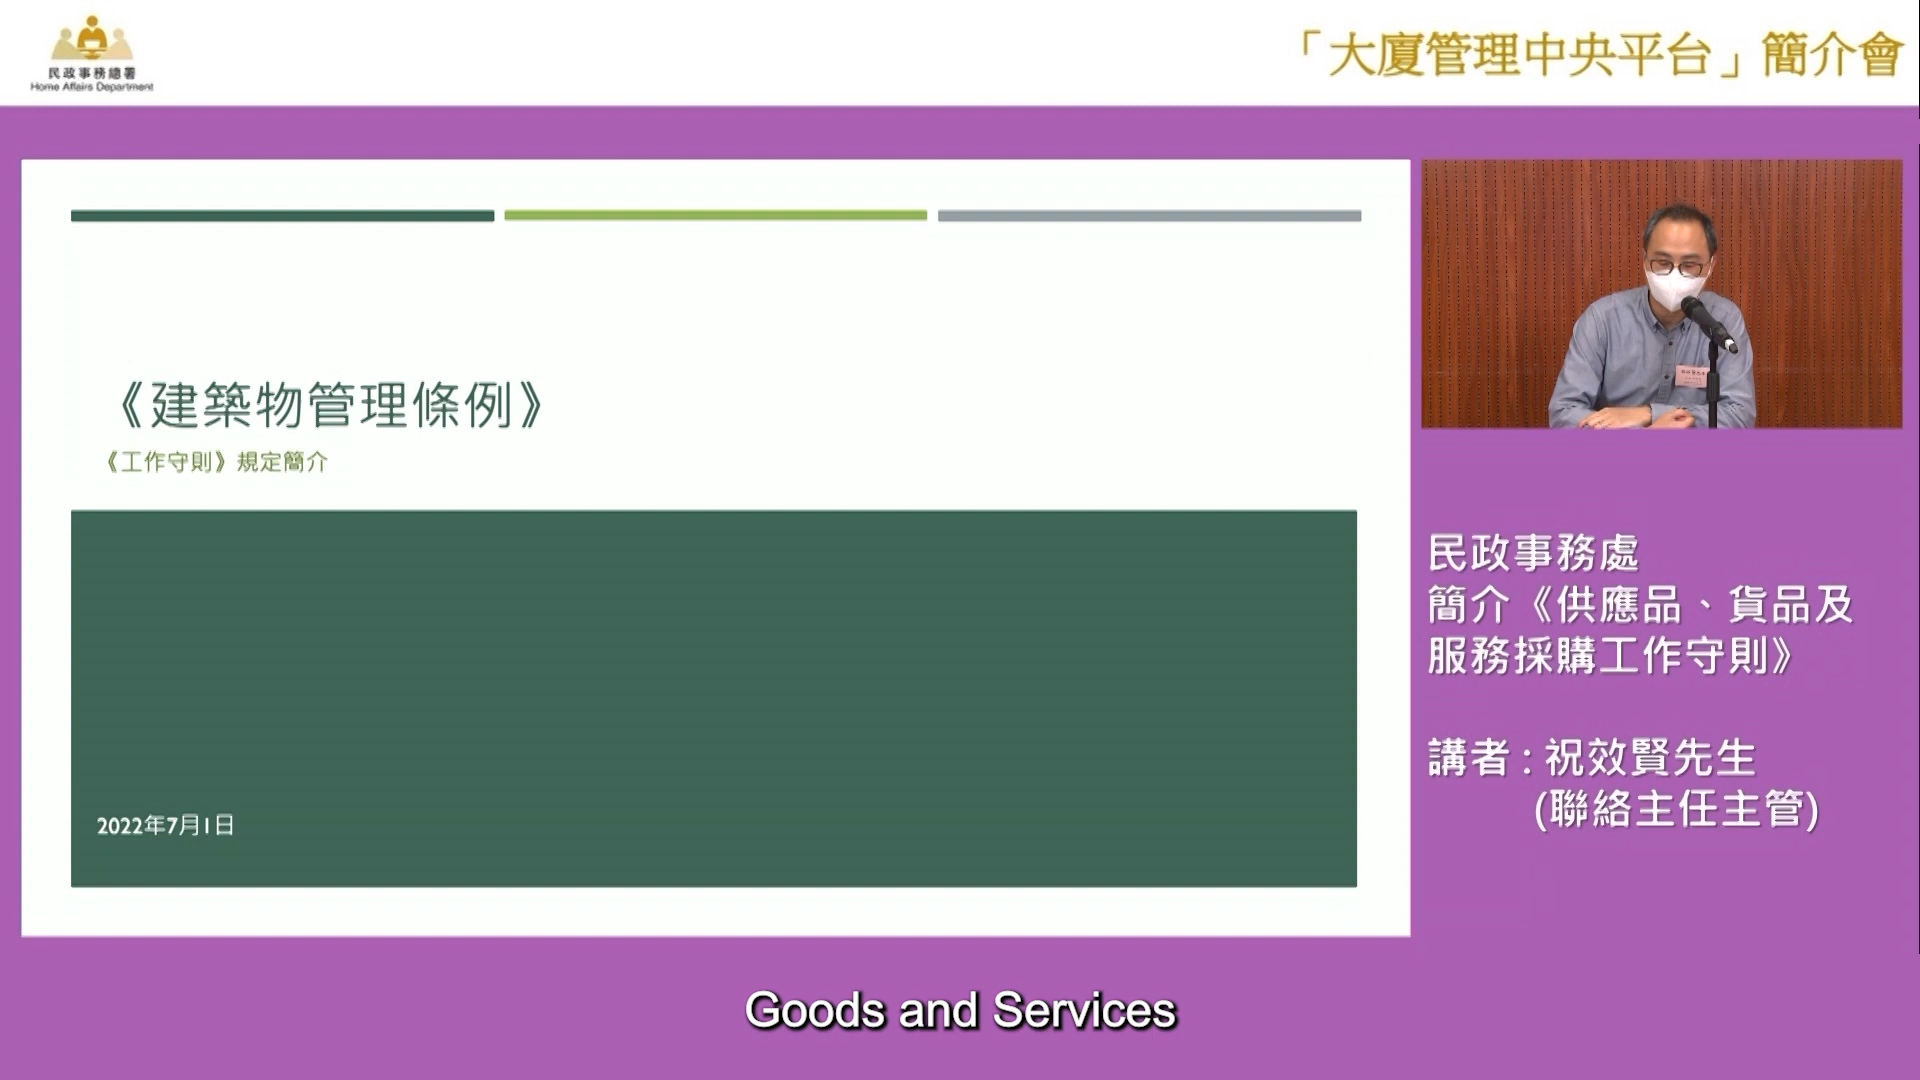 民政事務總署
Home Affairs Department
「大廈管理中央平台」簡介會
《建築物管理條例》
《工作守則》規定簡介
2022年7月1日
民政事務處
簡介《供應品、貨品及
服務採購工作守則》
講者 : 祝效賢先生
(聯絡主任主管)
Goods and Services